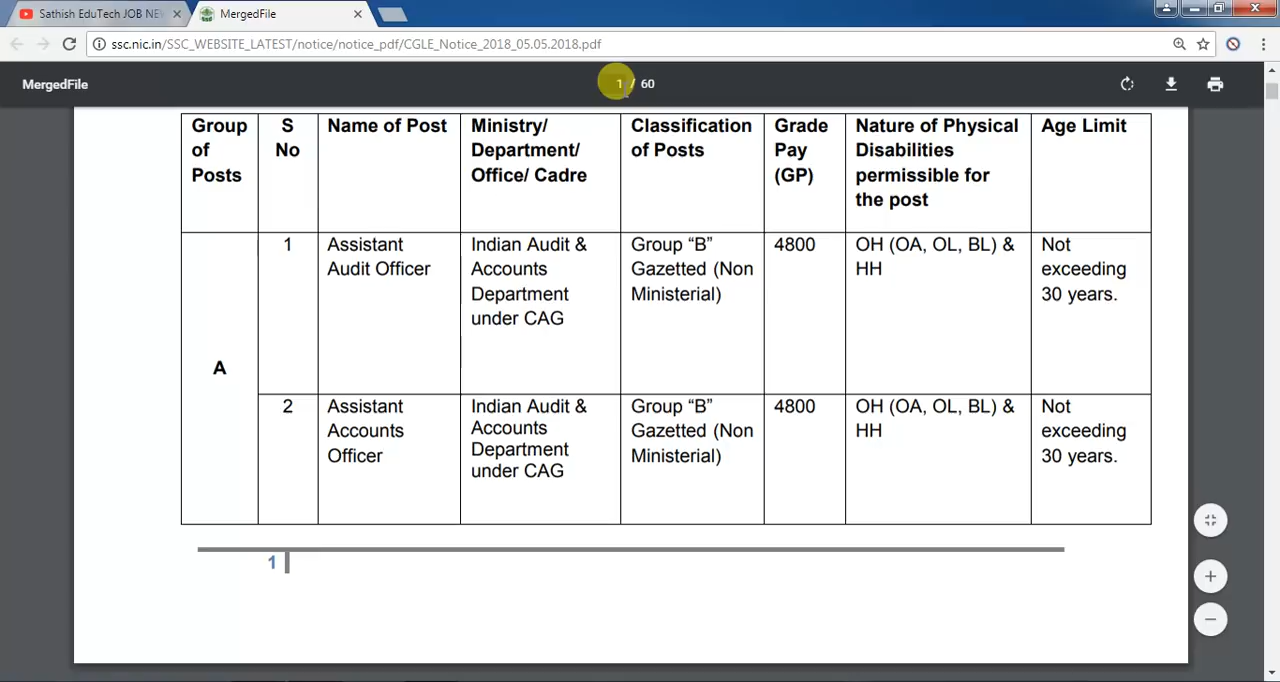 Sathish EduTech JOB NE
MergedFile
ssc.nic.in/SSC_WEBSITE_LATEST/notice/notice_pdf/CGLE_Notice_2018_05.05.2018.pdf
MergedFile
1 / 60
Group of Posts
S No
Name of Post
Ministry/ Department/ Office/ Cadre
Classification of Posts
Grade Pay (GP)
Nature of Physical Disabilities permissible for the post
Age Limit
A
1
Assistant Audit Officer
Indian Audit & Accounts Department under CAG
Group “B” Gazetted (Non Ministerial)
4800
OH (OA, OL, BL) & HH
Not exceeding 30 years.
2
Assistant Accounts Officer
Indian Audit & Accounts Department under CAG
Group “B” Gazetted (Non Ministerial)
4800
OH (OA, OL, BL) & HH
Not exceeding 30 years.
1